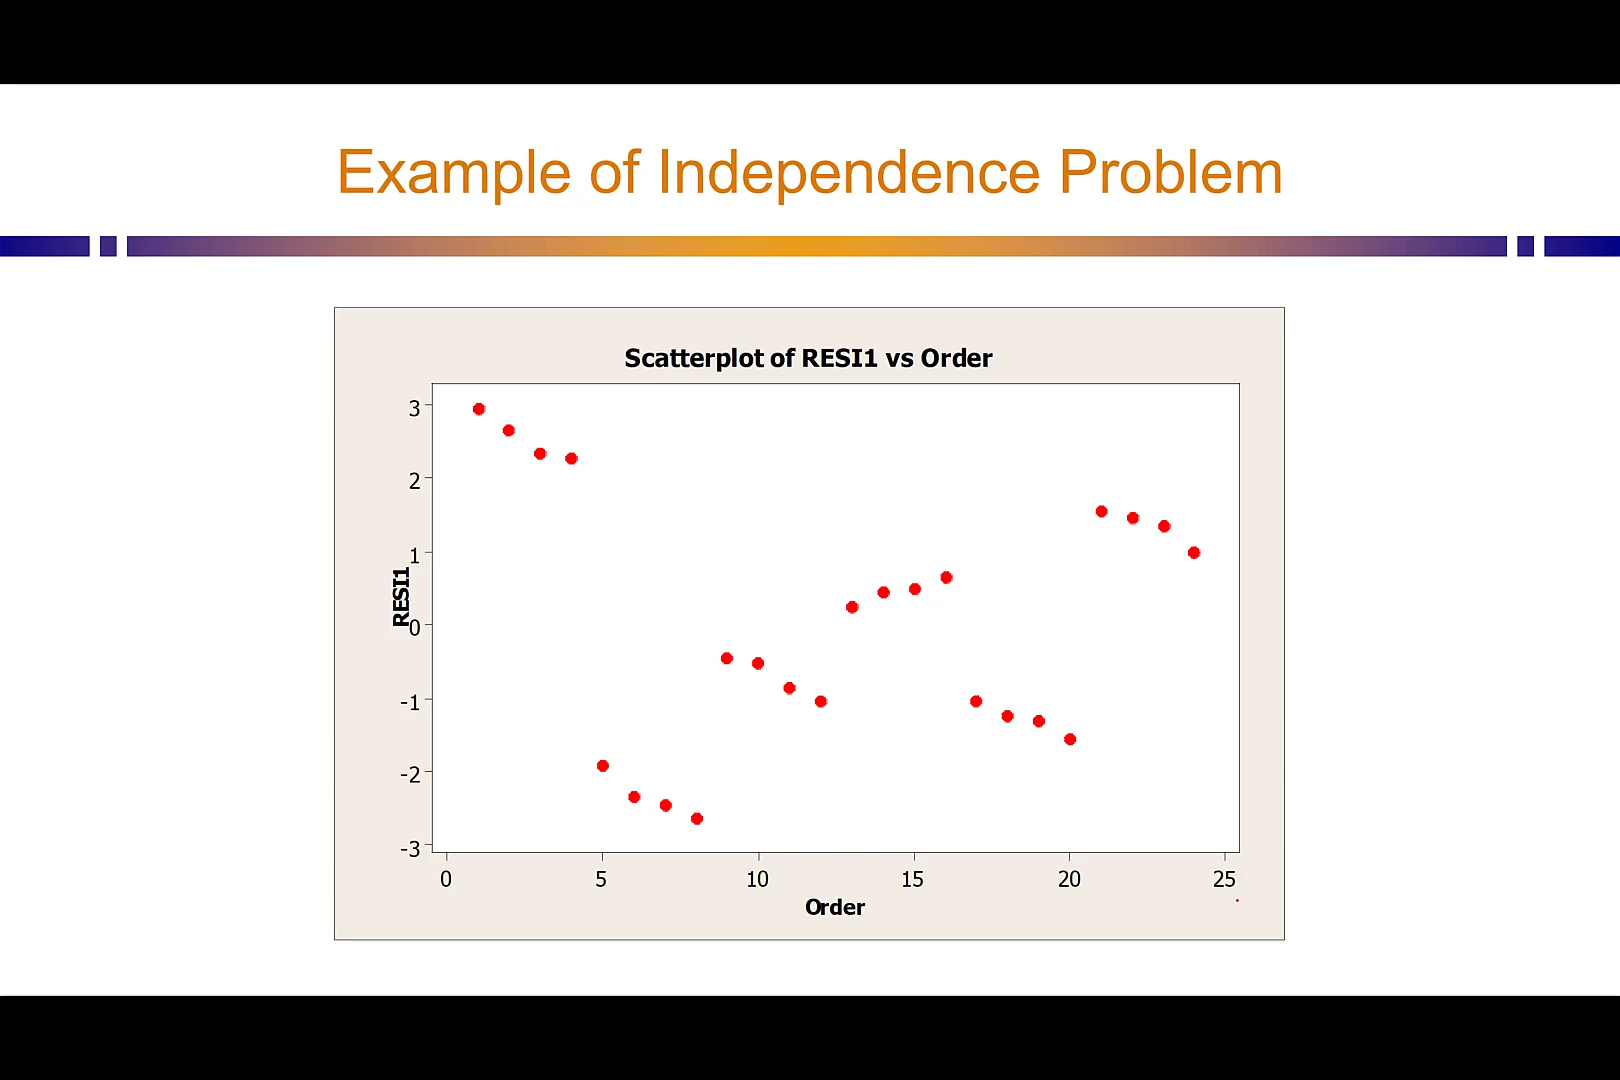 Example of Independence Problem
Scatterplot of RESI1 vs Order
3
2
1
0
-1
-2
-3
RESI1
0 5 10 15 20 25
Order